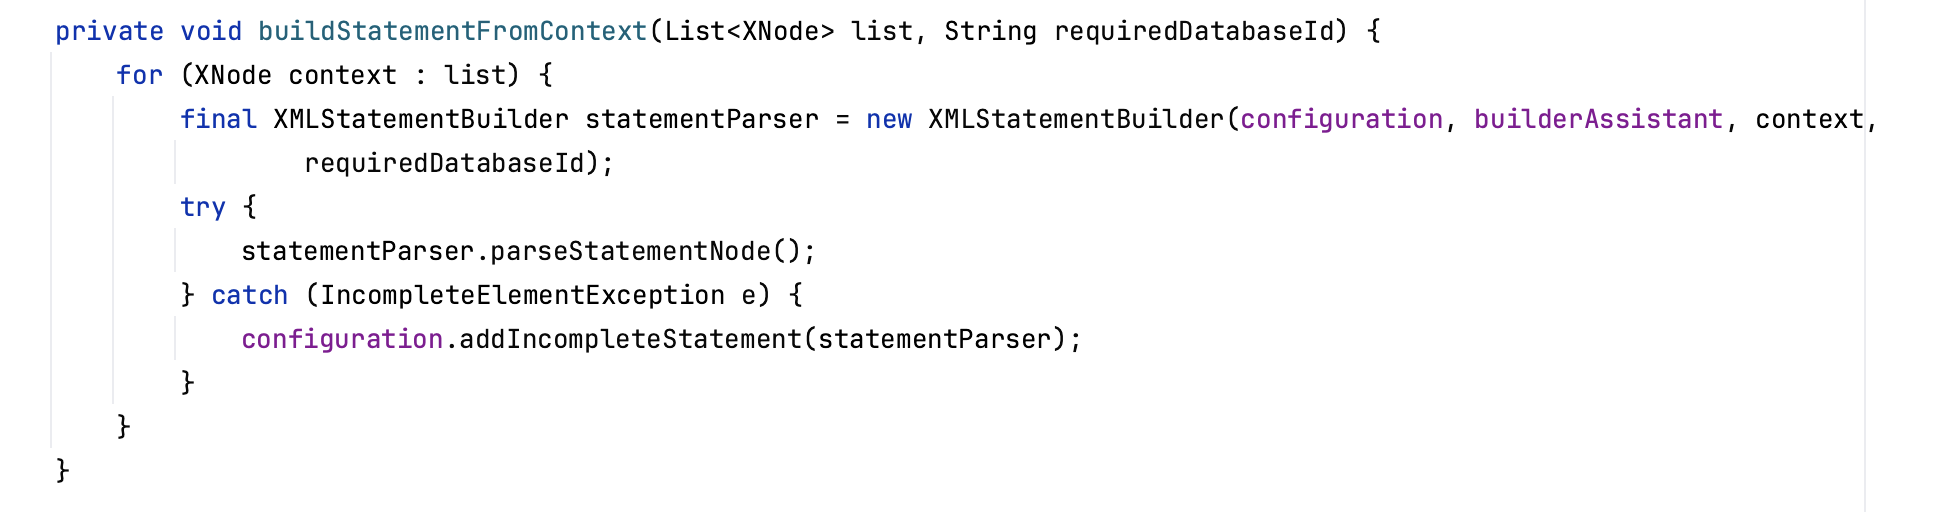 private void buildStatementFromContext(List<XNode> list, String requiredDatabaseId) {
    for (XNode context : list) {
        final XMLStatementBuilder statementParser = new XMLStatementBuilder(configuration, builderAssistant, context,
                requiredDatabaseId);
        try {
            statementParser.parseStatementNode();
        } catch (IncompleteElementException e) {
            configuration.addIncompleteStatement(statementParser);
        }
    }
}